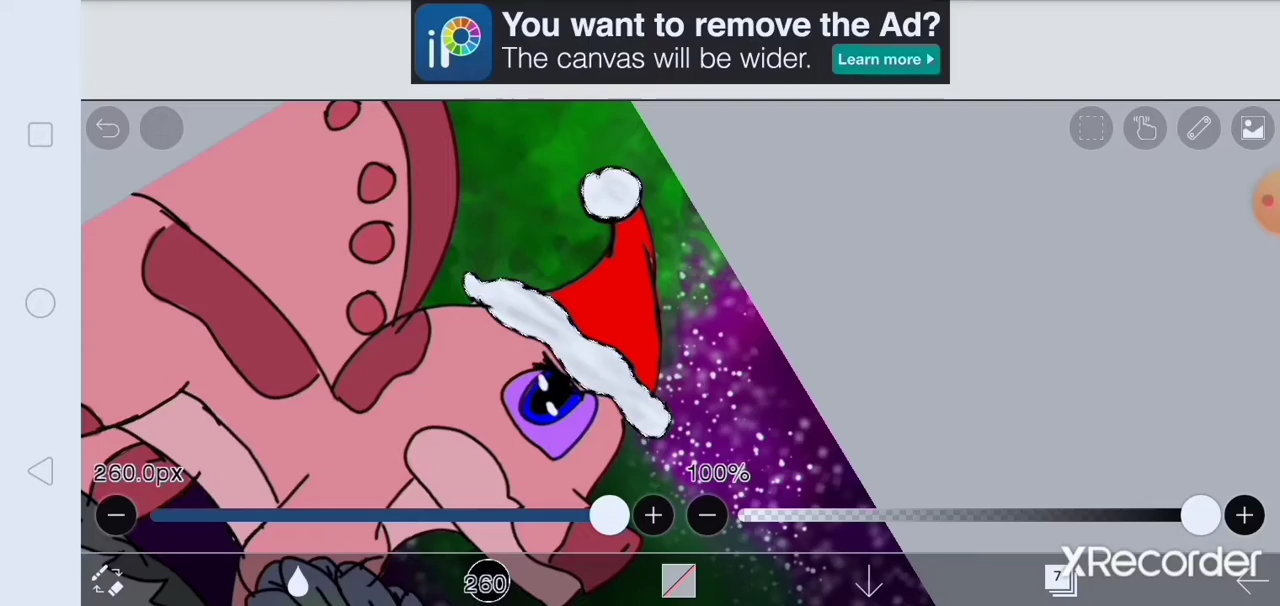 iP
You want to remove the Ad?
The canvas will be wider.
Learn more
260.0px
100%
260
7
XRecorder